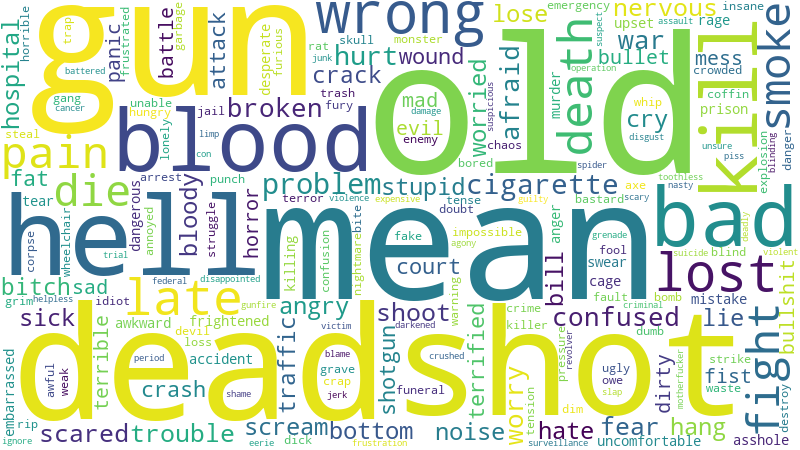 gun
old
mean
dead
shot
hell
blood
bad
wrong
kill
death
smoke
pain
die
late
lost
fight
hurt
war
lose
nervous
hospital
panic
battle
attack
crack
wound
worried
afraid
bullet
mess
cry
mad
evil
broken
problem
stupid
cigarette
fat
bloody
horror
court
bill
bitch
sad
sick
angry
shoot
confused
lie
bullshit
traffic
shotgun
terrified
worry
crash
scared
trouble
scream
bottom
noise
hate
fear
hang
dirty
fist
uncomfortable
asshole
terrible
awkward
frightened
accident
embarrassed
killing
dangerous
struggle
lonely
jail
hungry
unable
desperate
furious
frustrated
horrible
trap
battered
garbage
rat
skull
junk
trash
fury
monster
enemy
damage
chaos
bored
suspicious
suspect
emergency
assault
upset
rage
insane
crowded
operation
murder
whip
disgust
coffin
prison
danger
explosion
blinding
unsure
piss
toothless
spider
nasty
axe
bastard
scary
guilty
expensive
tense
doubt
impossible
anger
grenade
fool
swear
cage
blind
suicide
deadly
violent
mistake
fault
bomb
criminal
crime
killer
dumb
pressure
revolver
ugly
owe
slap
motherfucker
strike
waste
destroy
surveillance
dim
tension
warning
agony
fake
nightmare
bite
confusion
violence
terror
punch
arrest
con
limp
gang
cancer
steal
tear
annoyed
wheelchair
corpse
trial
grim
helpless
idiot
federal
disappointed
gunfire
devil
loss
victim
darkened
blame
grave
crap
jerk
crushed
funeral
awful
weak
period
shame
rip
ignore
eerie
dick
frustration